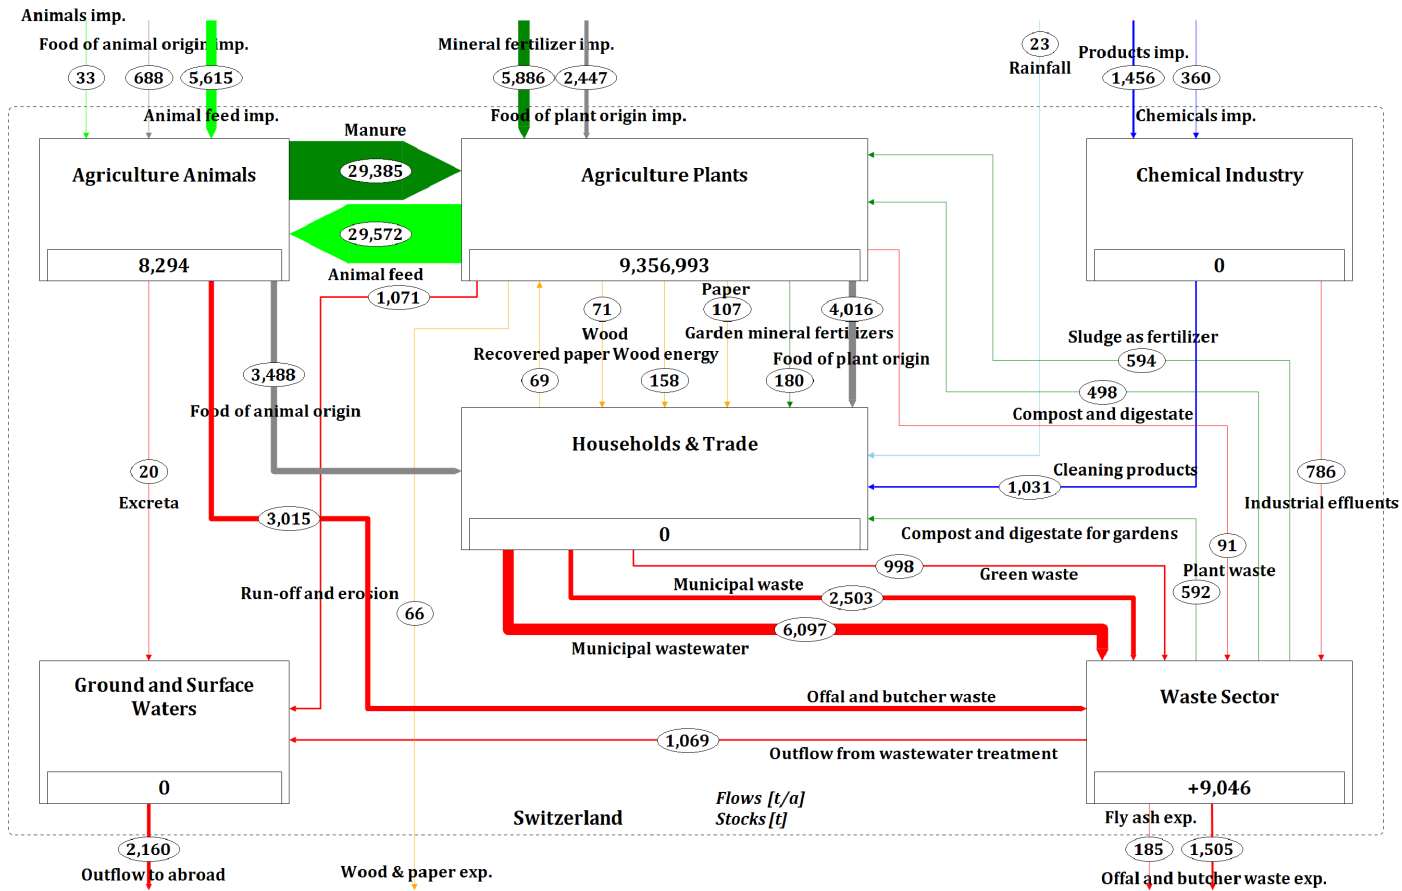 Animals imp.
Food of animal origin imp.
Mineral fertilizer imp.
23
Products imp.
Rainfall
33
688
5,615
5,886
2,447
1,456
360
Animal feed imp.
Food of plant origin imp.
Chemicals imp.
Manure
29,385
Agriculture Animals
Agriculture Plants
Chemical Industry
29,572
8,294
9,356,993
0
Animal feed
1,071
Paper
71
107
4,016
Wood
Garden mineral fertilizers
Sludge as fertilizer
Recovered paper
Wood energy
Food of plant origin
594
3,488
69
158
180
498
Food of animal origin
Compost and digestate
Households & Trade
20
Cleaning products
786
1,031
Excreta
Industrial effluents
3,015
0
Compost and digestate for gardens
91
998
Green waste
Plant waste
Municipal waste
592
Run-off and erosion
2,503
66
6,097
Municipal wastewater
Ground and Surface
Waters
Offal and butcher waste
Waste Sector
1,069
Outflow from wastewater treatment
0
+9,046
Flows [t/a]
Stocks [t]
Switzerland
Fly ash exp.
2,160
185
1,505
Outflow to abroad
Wood & paper exp.
Offal and butcher waste exp.